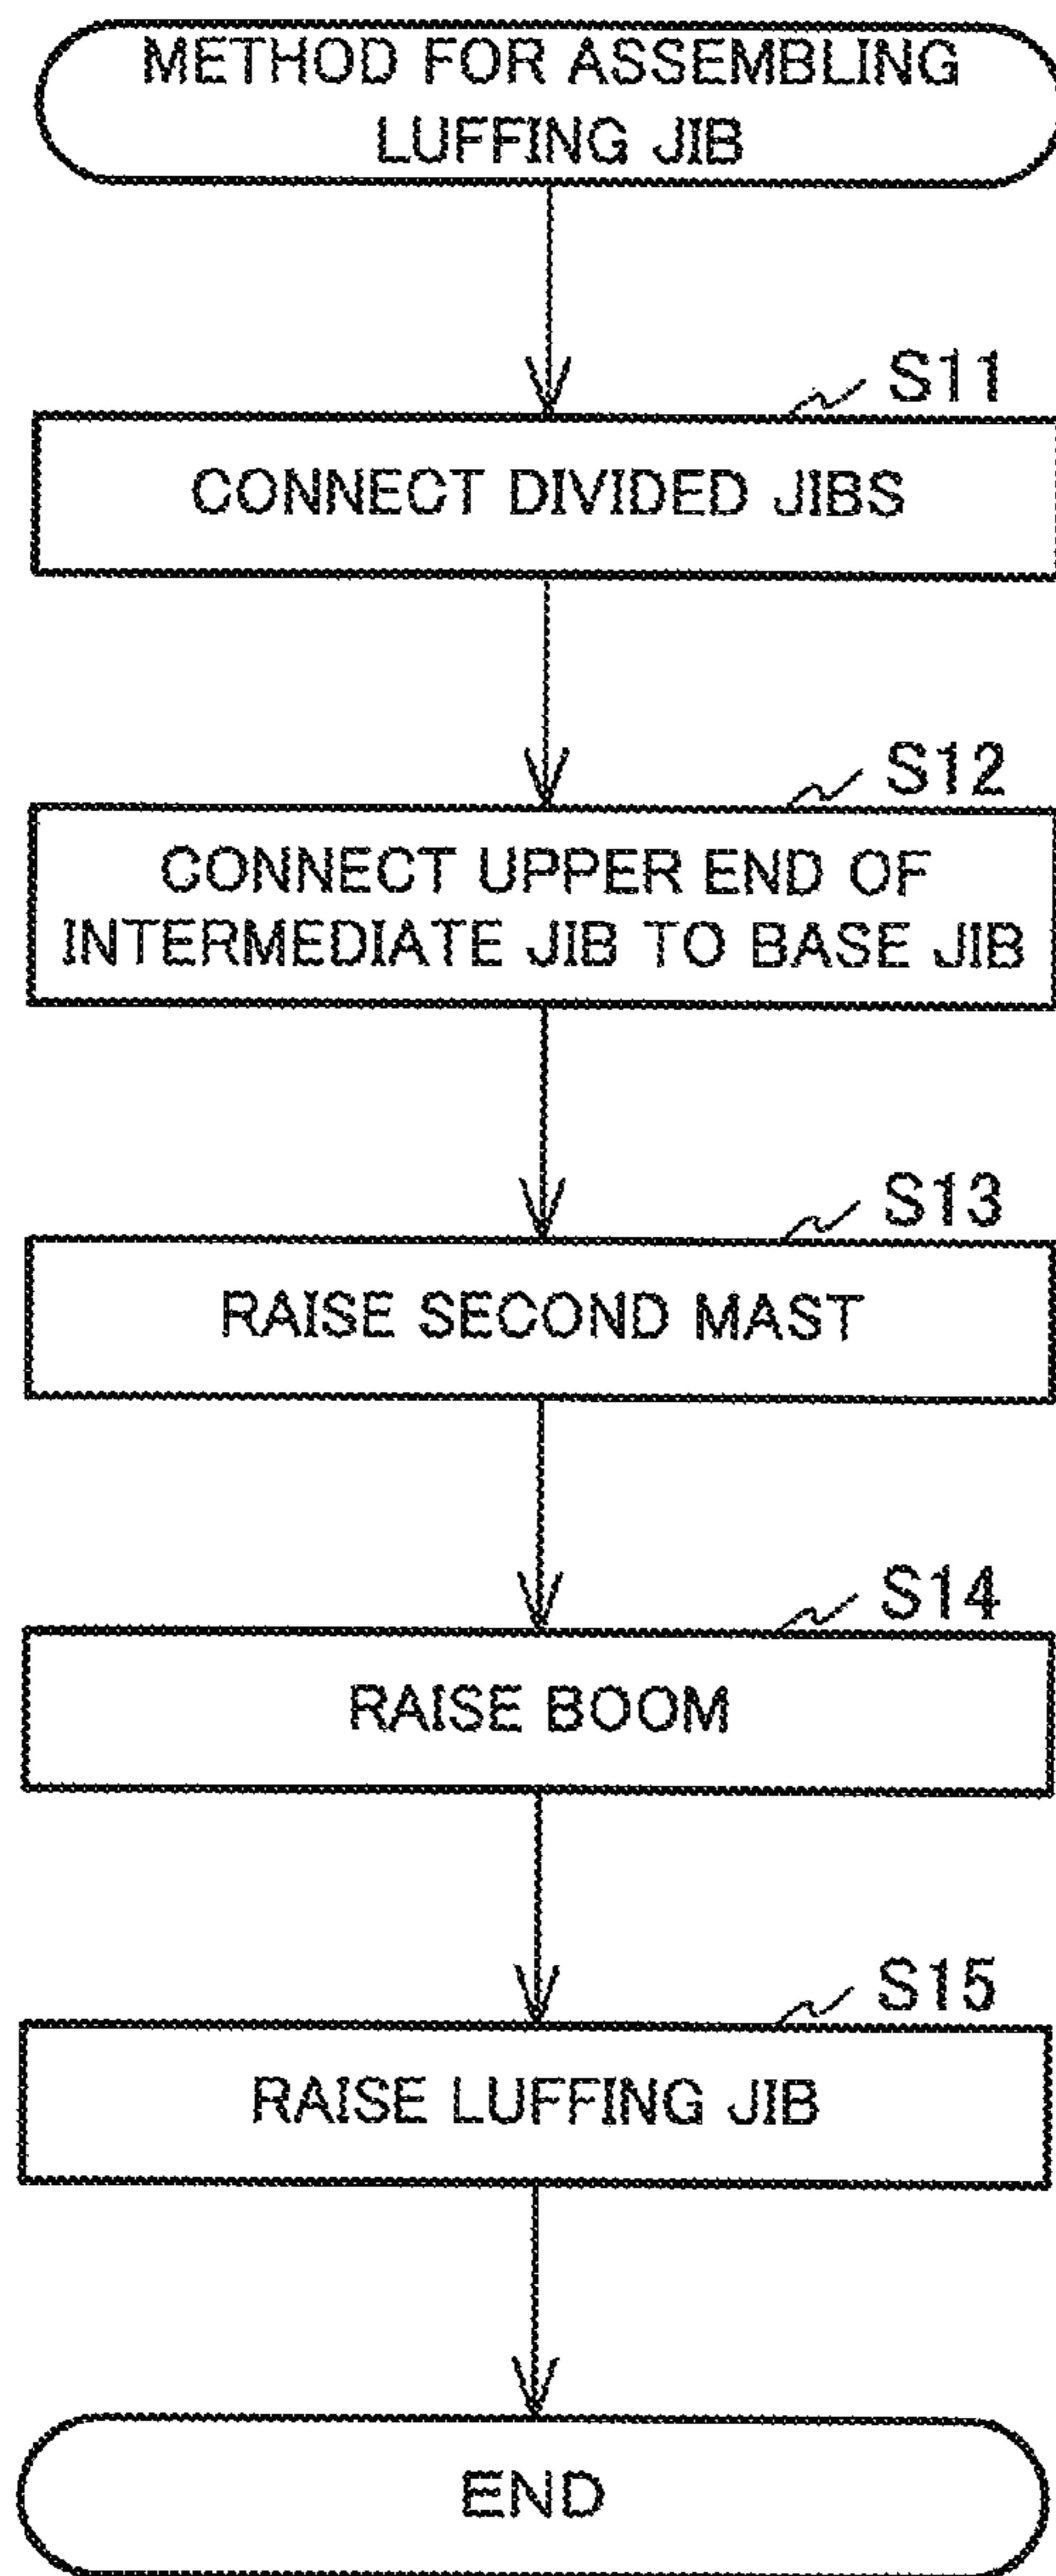 METHOD FOR ASSEMBLING
LUFFING JIB
S11
CONNECT DIVIDED JIBS
S12
CONNECT UPPER END OF
INTERMEDIATE JIB TO BASE JIB
S13
RAISE SECOND MAST
S14
RAISE BOOM
S15
RAISE LUFFING JIB
END